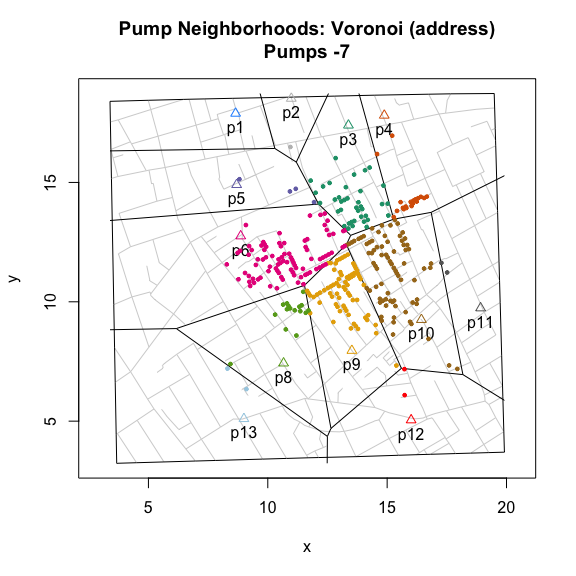 Pump Neighborhoods: Voronoi (address)
Pumps -7
p1
p2
p3
p4
p5
p6
p8
p9
p10
p11
p12
p13
15
10
5
y
5
10
15
20
x